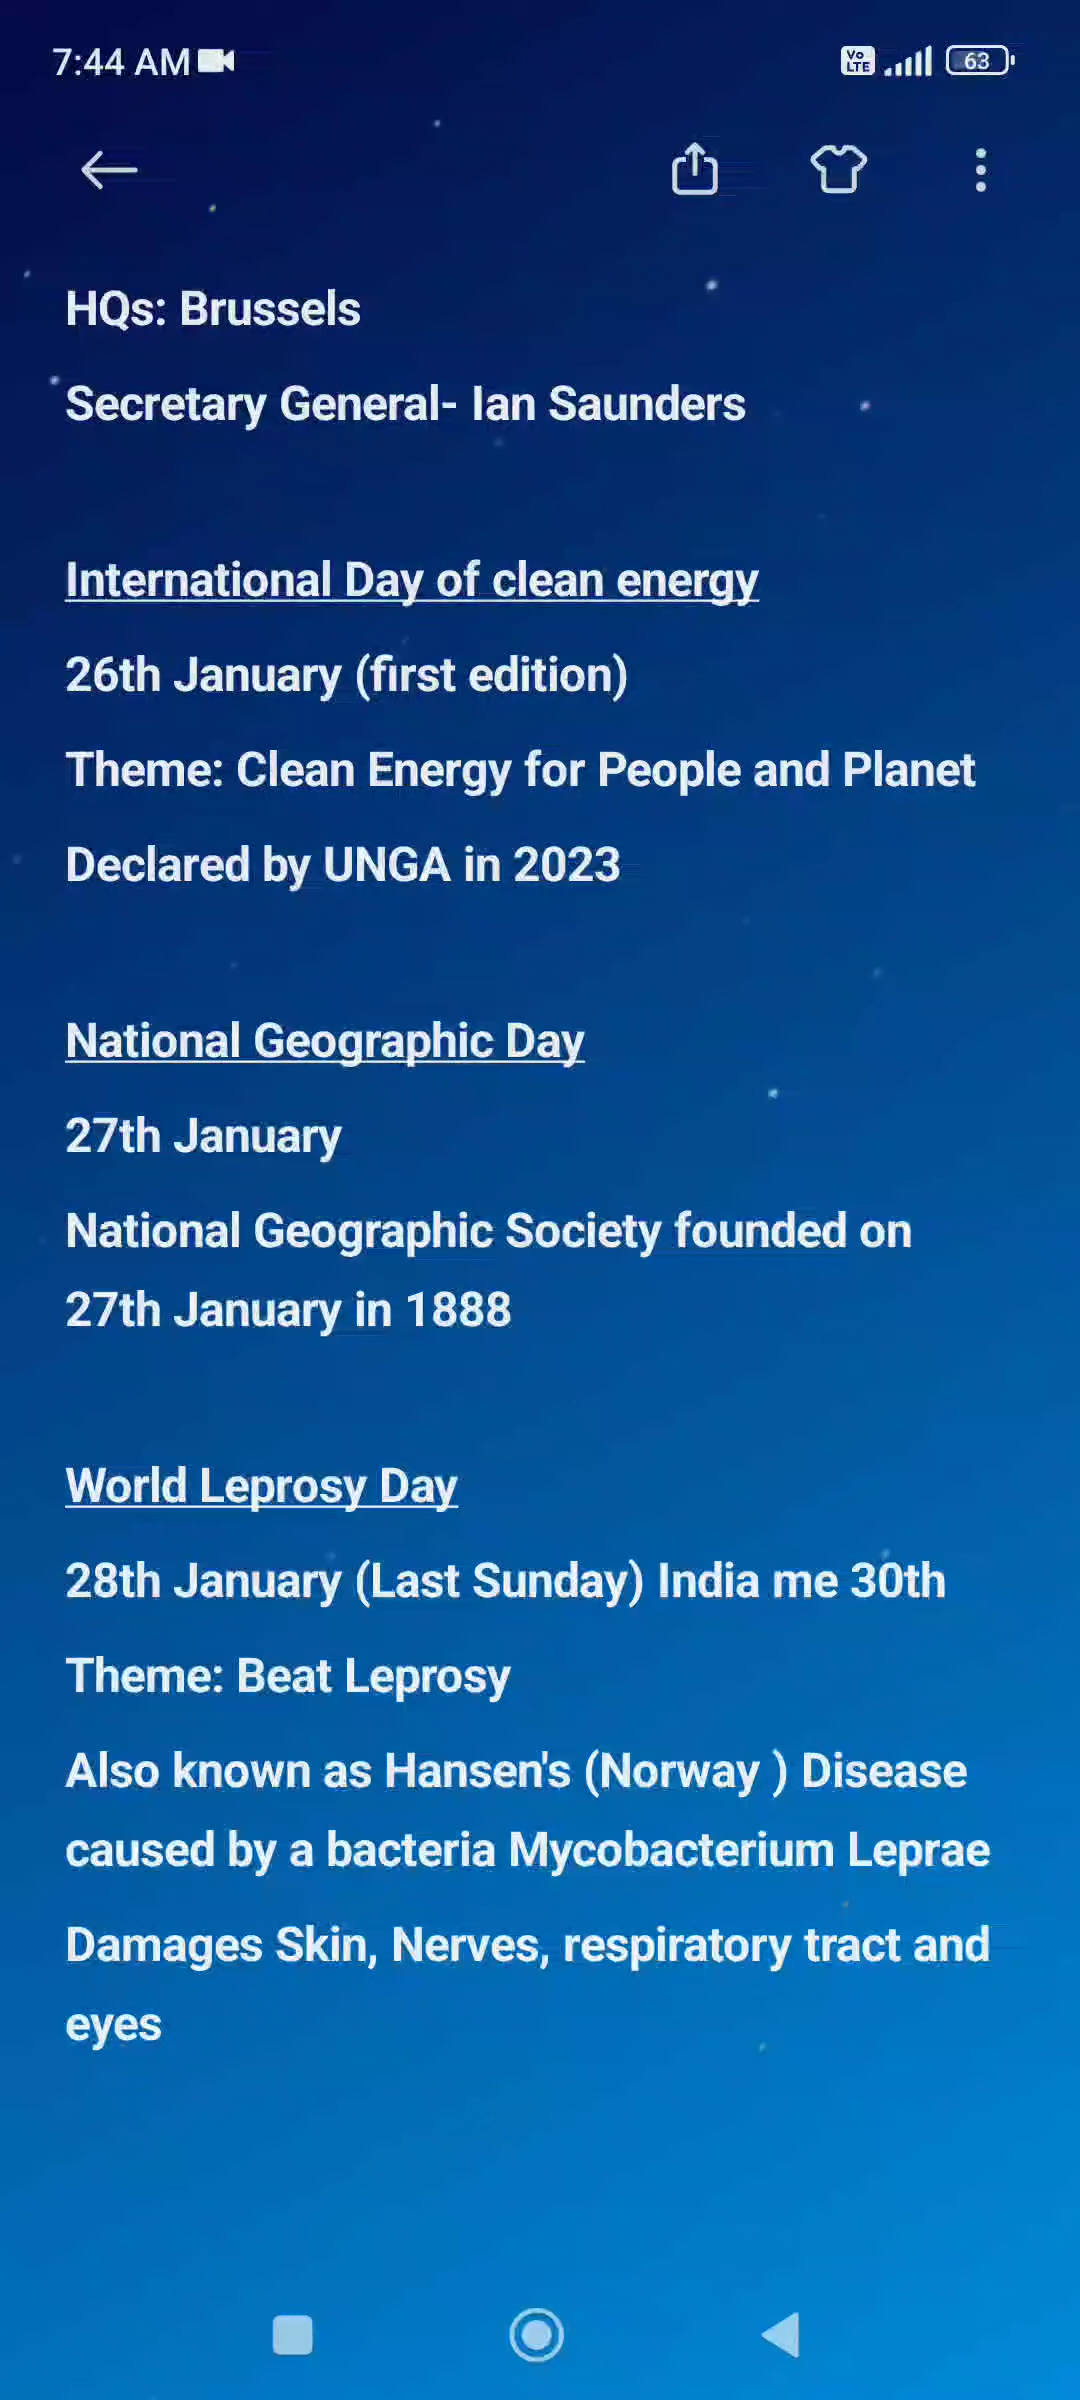 7:44 AM
Vo LTE
63
HQs: Brussels
Secretary General- Ian Saunders
International Day of clean energy
26th January (first edition)
Theme: Clean Energy for People and Planet
Declared by UNGA in 2023
National Geographic Day
27th January
National Geographic Society founded on
27th January in 1888
World Leprosy Day
28th January (Last Sunday) India me 30th
Theme: Beat Leprosy
Also known as Hansen's (Norway ) Disease
caused by a bacteria Mycobacterium Leprae
Damages Skin, Nerves, respiratory tract and
eyes